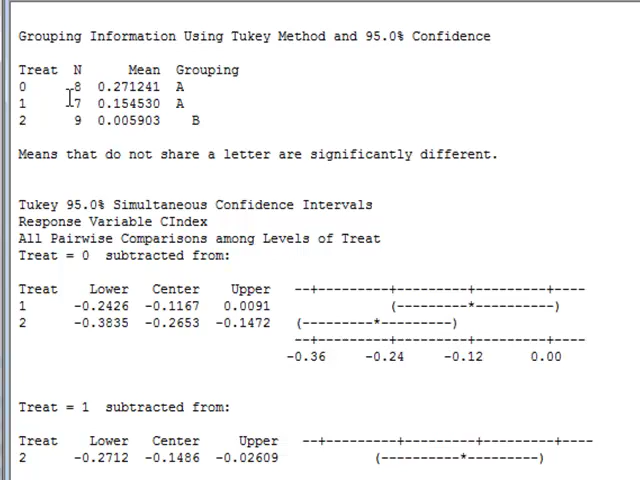 Grouping Information Using Tukey Method and 95.0% Confidence
Treat  N      Mean  Grouping
0      8  0.271241  A
1      7  0.154530  A
2      9  0.005903    B
Means that do not share a letter are significantly different.
Tukey 95.0% Simultaneous Confidence Intervals
Response Variable CIndex
All Pairwise Comparisons among Levels of Treat
Treat = 0  subtracted from:
Treat    Lower   Center    Upper   --+---------+---------+---------+----
1      -0.2426  -0.1167   0.0091               (---------*----------)
2      -0.3835  -0.2653  -0.1472   (---------*---------)
--+---------+---------+---------+----
-0.36     -0.24     -0.12      0.00
Treat = 1  subtracted from:
Treat    Lower   Center     Upper   --+---------+---------+---------+----
2      -0.2712  -0.1486  -0.02609            (----------*---------)